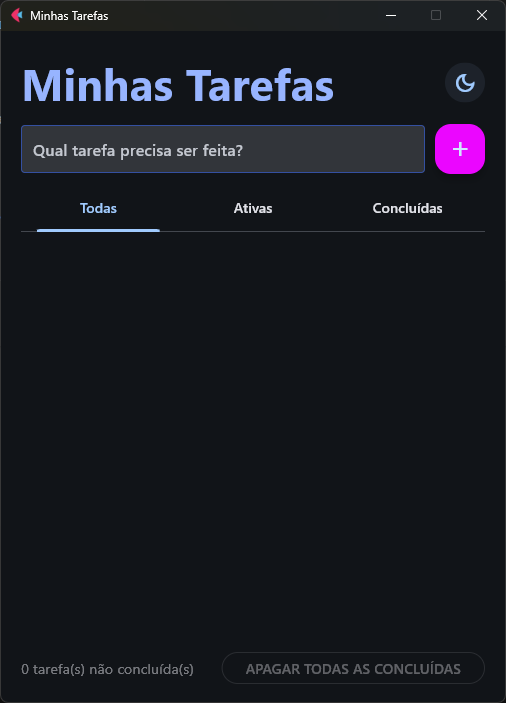 Minhas Tarefas
Minhas Tarefas
Qual tarefa precisa ser feita?
+
Todas Ativas Concluídas
0 tarefa(s) não concluída(s) APAGAR TODAS AS CONCLUÍDAS